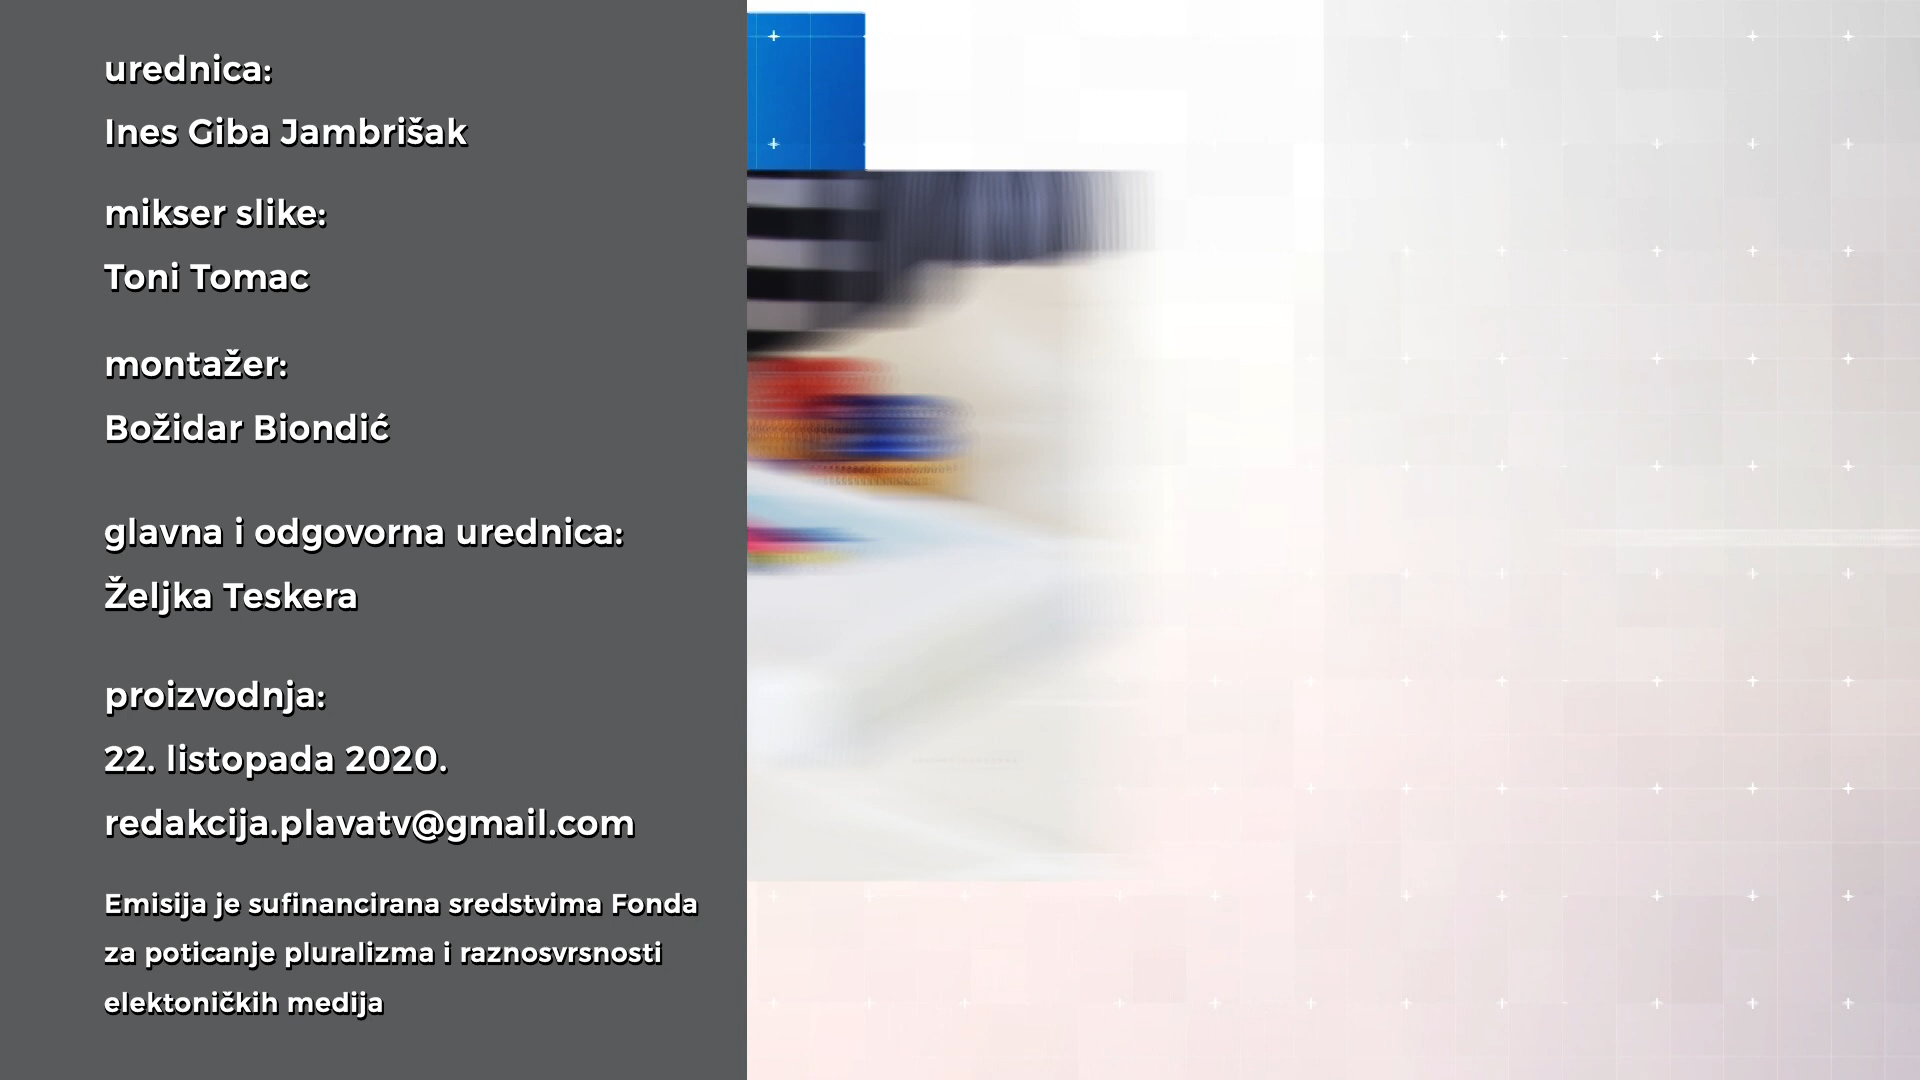 urednica:
Ines Giba Jambrišak
mikser slike:
Toni Tomac
montažer:
Božidar Biondić
glavna i odgovorna urednica:
Željka Teskera
proizvodnja:
22. listopada 2020.
redakcija.plavatv@gmail.com
Emisija je sufinancirana sredstvima Fonda
za poticanje pluralizma i raznosvrsnosti
elektoničkih medija